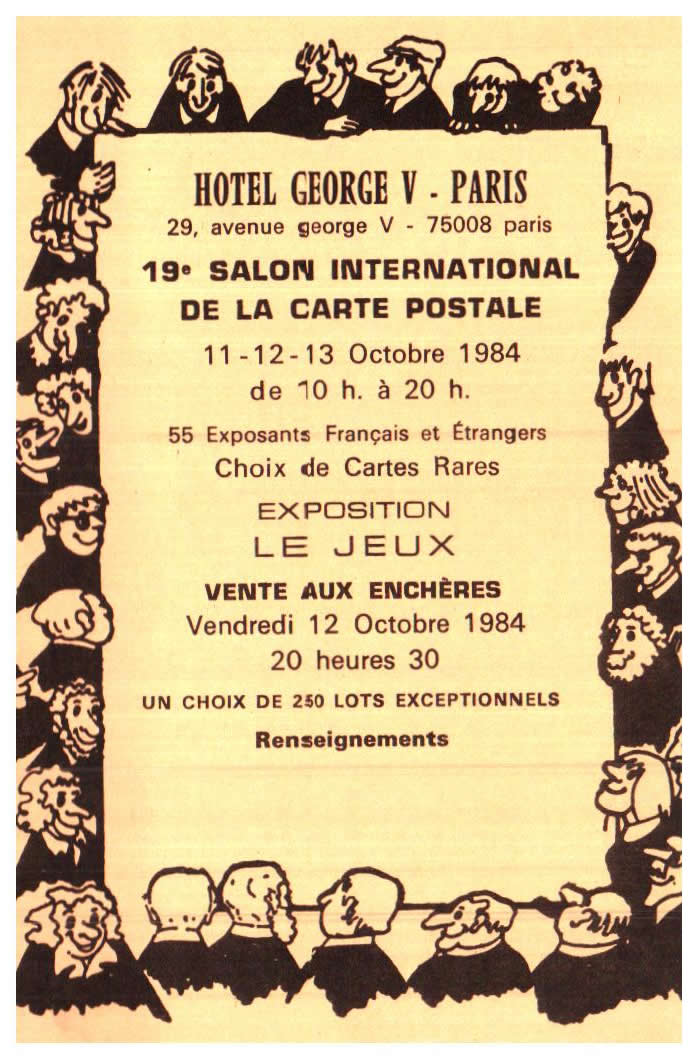 HOTEL GEORGE V - PARIS
29, avenue george V - 75008 paris
19e SALON INTERNATIONAL
DE LA CARTE POSTALE
11-12-13 Octobre 1984
de 10 h. à 20 h.
55 Exposants Français et Étrangers
Choix de Cartes Rares
EXPOSITION
LE JEUX
VENTE AUX ENCHÈRES
Vendredi 12 Octobre 1984
20 heures 30
UN CHOIX DE 250 LOTS EXCEPTIONNELS
Renseignements